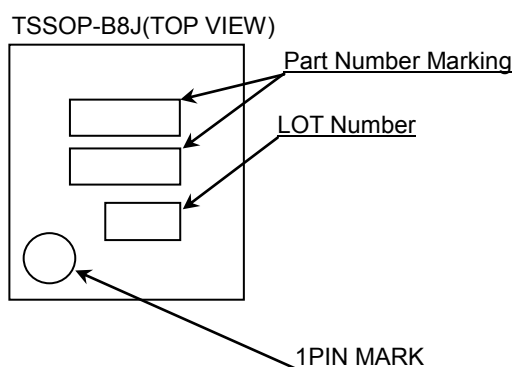 TSSOP-B8J(TOP VIEW)
Part Number Marking
LOT Number
1PIN MARK